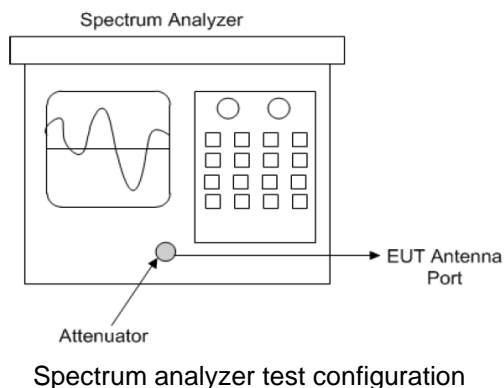 Spectrum Analyzer
EUT Antenna
Port
Attenuator
Spectrum analyzer test configuration